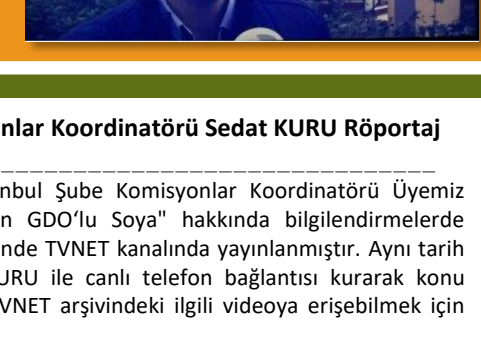 nlar Koordinatörü Sedat KURU Röportaj
nbul Şube Komisyonlar Koordinatörü Üyemiz
n GDO'lu Soya" hakkında bilgilendirmelerde
nde TVNET kanalında yayınlanmıştır. Aynı tarih
URU ile canlı telefon bağlantısı kurarak konu
VNET arşivindeki ilgili videoya erişebilmek için